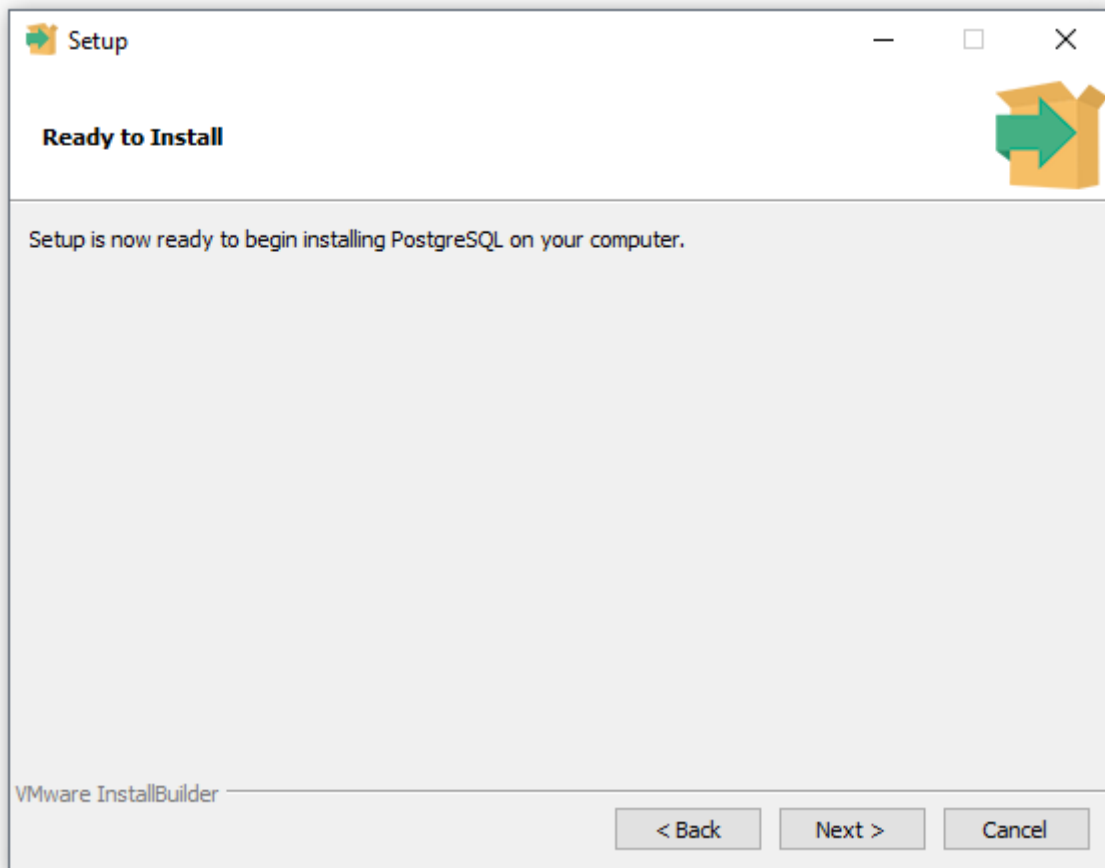 Setup
Ready to Install
Setup is now ready to begin installing PostgreSQL on your computer.
VMware InstallBuilder
< Back
Next >
Cancel